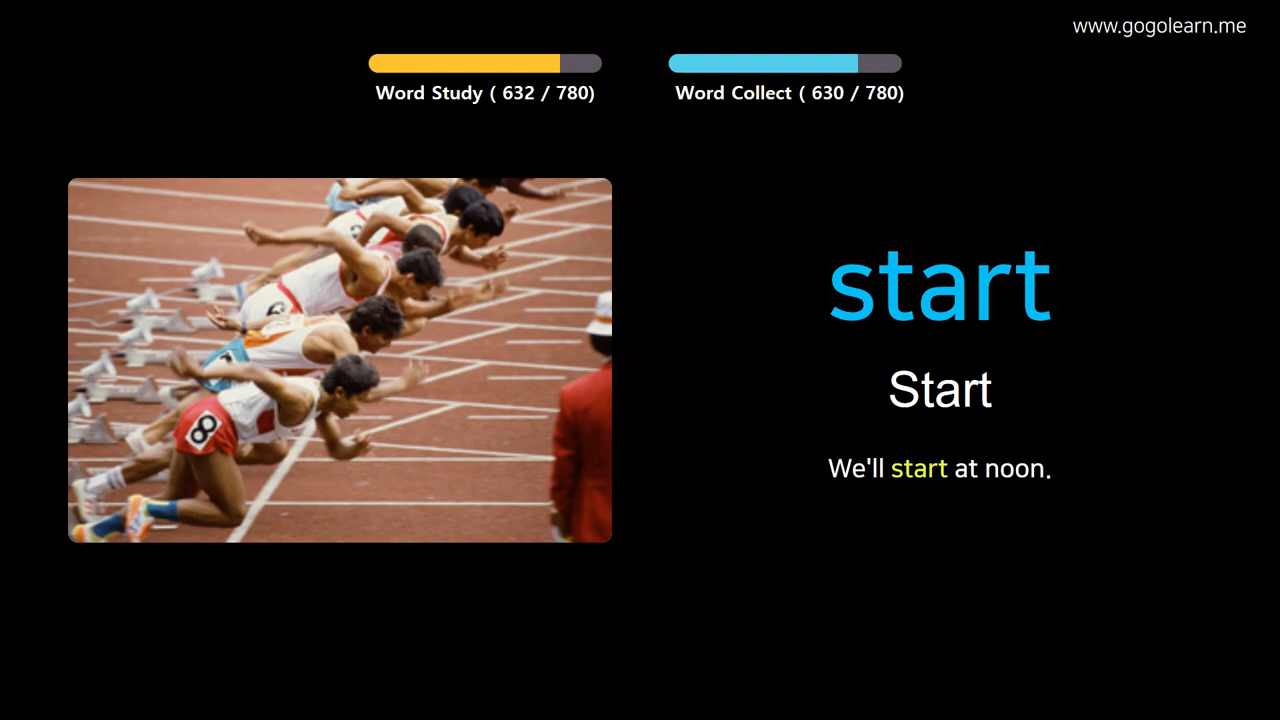 www.gogolearn.me
Word Study ( 632 / 780)
Word Collect ( 630 / 780)
start
Start
We'll start at noon.
8